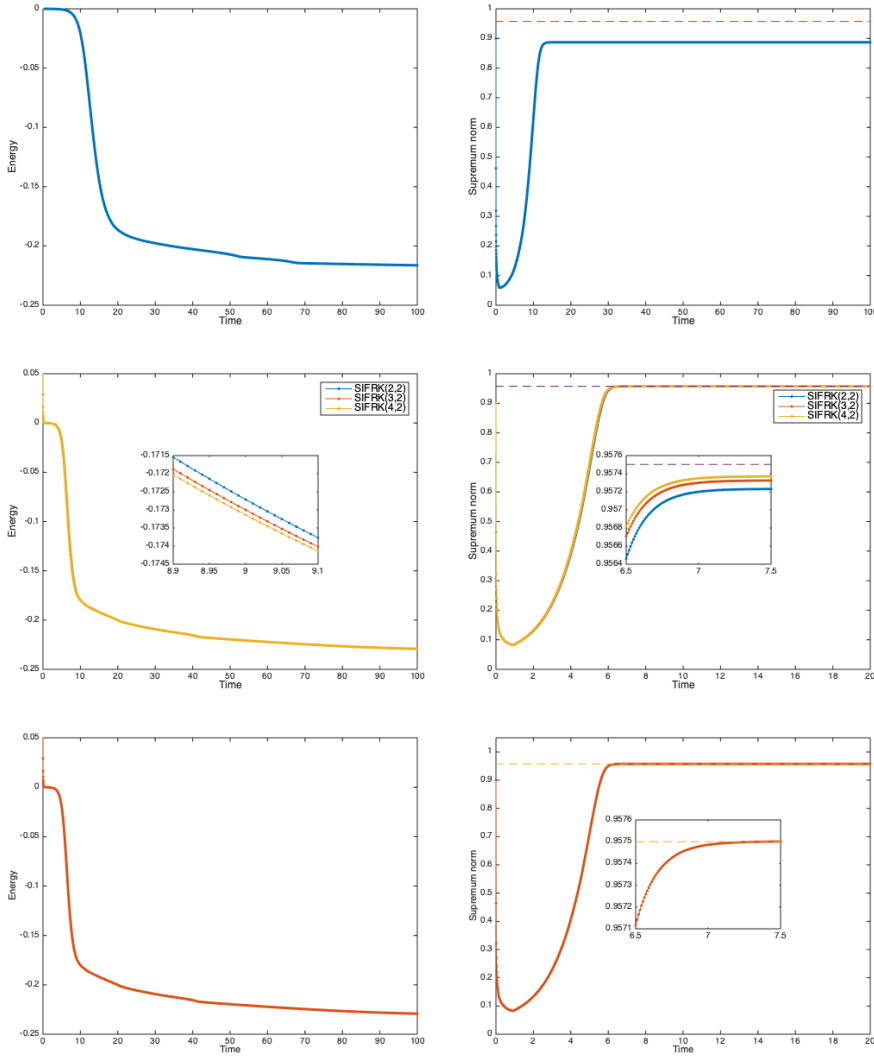 0
-0.05
-0.1
-0.15
-0.2
-0.25
Energy
0 10 20 30 40 50 60 70 80 90 100
Time
1
0.9
0.8
0.7
0.6
0.5
0.4
0.3
0.2
0.1
0
Supremum norm
0 10 20 30 40 50 60 70 80 90 100
Time
0.05
0
-0.05
-0.1
-0.15
-0.2
-0.25
Energy
SIFRK(2,2)
SIFRK(3,2)
SIFRK(4,2)
-0.1715
-0.172
-0.1725
-0.173
-0.1735
-0.174
-0.1745
8.9 8.95 9 9.05 9.1
0 10 20 30 40 50 60 70 80 90 100
Time
1
0.9
0.8
0.7
0.6
0.5
0.4
0.3
0.2
0.1
0
Supremum norm
SIFRK(2,2)
SIFRK(3,2)
SIFRK(4,2)
0.9576
0.9574
0.9572
0.957
0.9568
0.9566
0.9564
6.5 7 7.5
0 2 4 6 8 10 12 14 16 18 20
Time
0.05
0
-0.05
-0.1
-0.15
-0.2
-0.25
Energy
0 10 20 30 40 50 60 70 80 90 100
Time
1
0.9
0.8
0.7
0.6
0.5
0.4
0.3
0.2
0.1
0
Supremum norm
0.9576
0.9575
0.9574
0.9573
0.9572
0.9571
6.5 7 7.5
0 2 4 6 8 10 12 14 16 18 20
Time